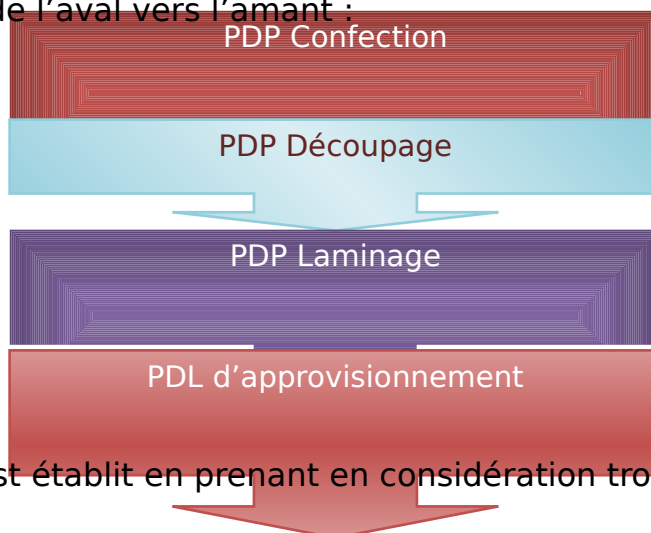 de l’aval vers l’amant :
PDP Confection
PDP Découpage
PDP Laminage
PDL d’approvisionnement
st établit en prenant en considération tro